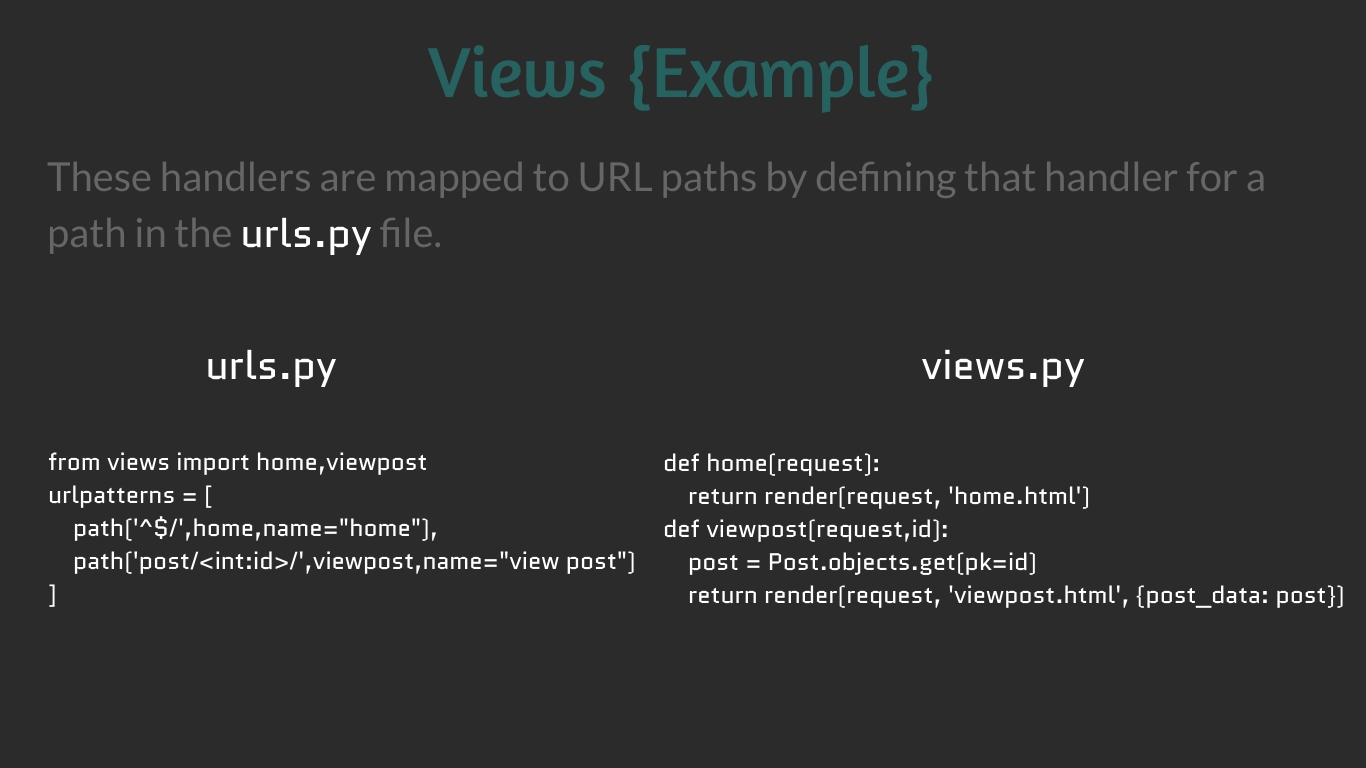 Views {Example}
These handlers are mapped to URL paths by defining that handler for a
path in the urls.py file.
urls.py
from views import home,viewpost
urlpatterns = [
    path('^$/',home,name="home"),
    path('post/<int:id>/',viewpost,name="view post")
]
views.py
def home(request):
    return render(request, 'home.html')
def viewpost(request,id):
    post = Post.objects.get(pk=id)
    return render(request, 'viewpost.html', {post_data: post})